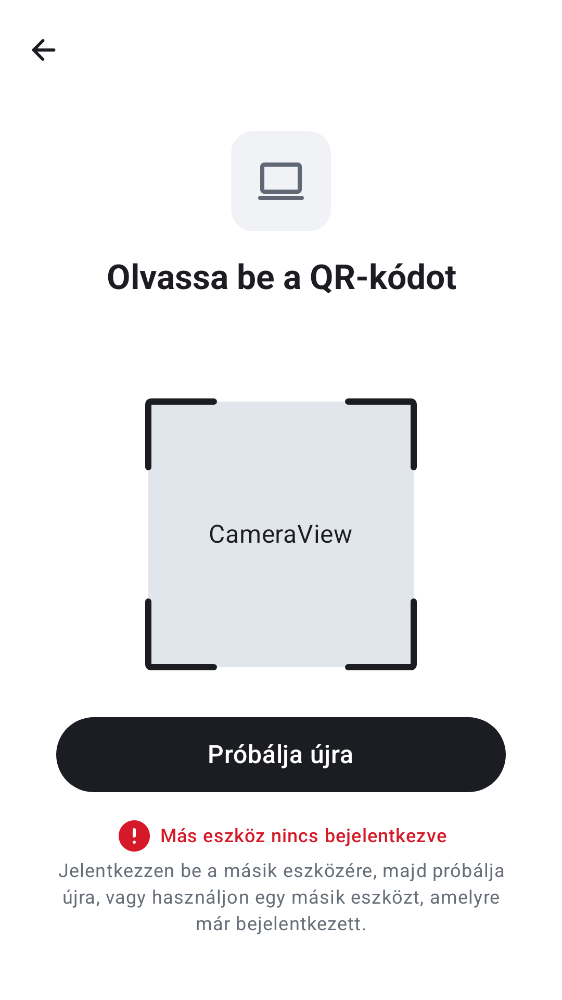 Olvassa be a QR-kódot
CameraView
Próbálja újra
Más eszköz nincs bejelentkezve
Jelentkezzen be a másik eszközére, majd próbálja
újra, vagy használjon egy másik eszközt, amelyre
már bejelentkezett.